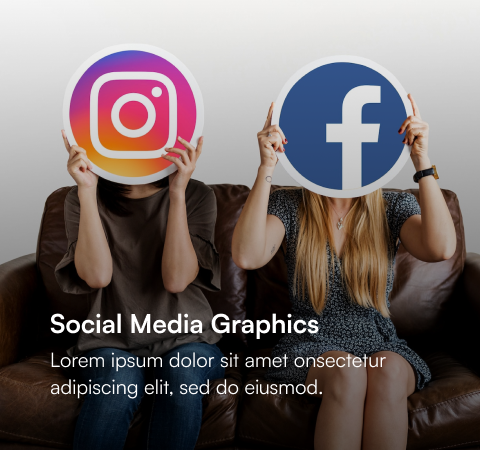 Social Media Graphics
Lorem ipsum dolor sit amet onsectetur
adipiscing elit, sed do eiusmod.